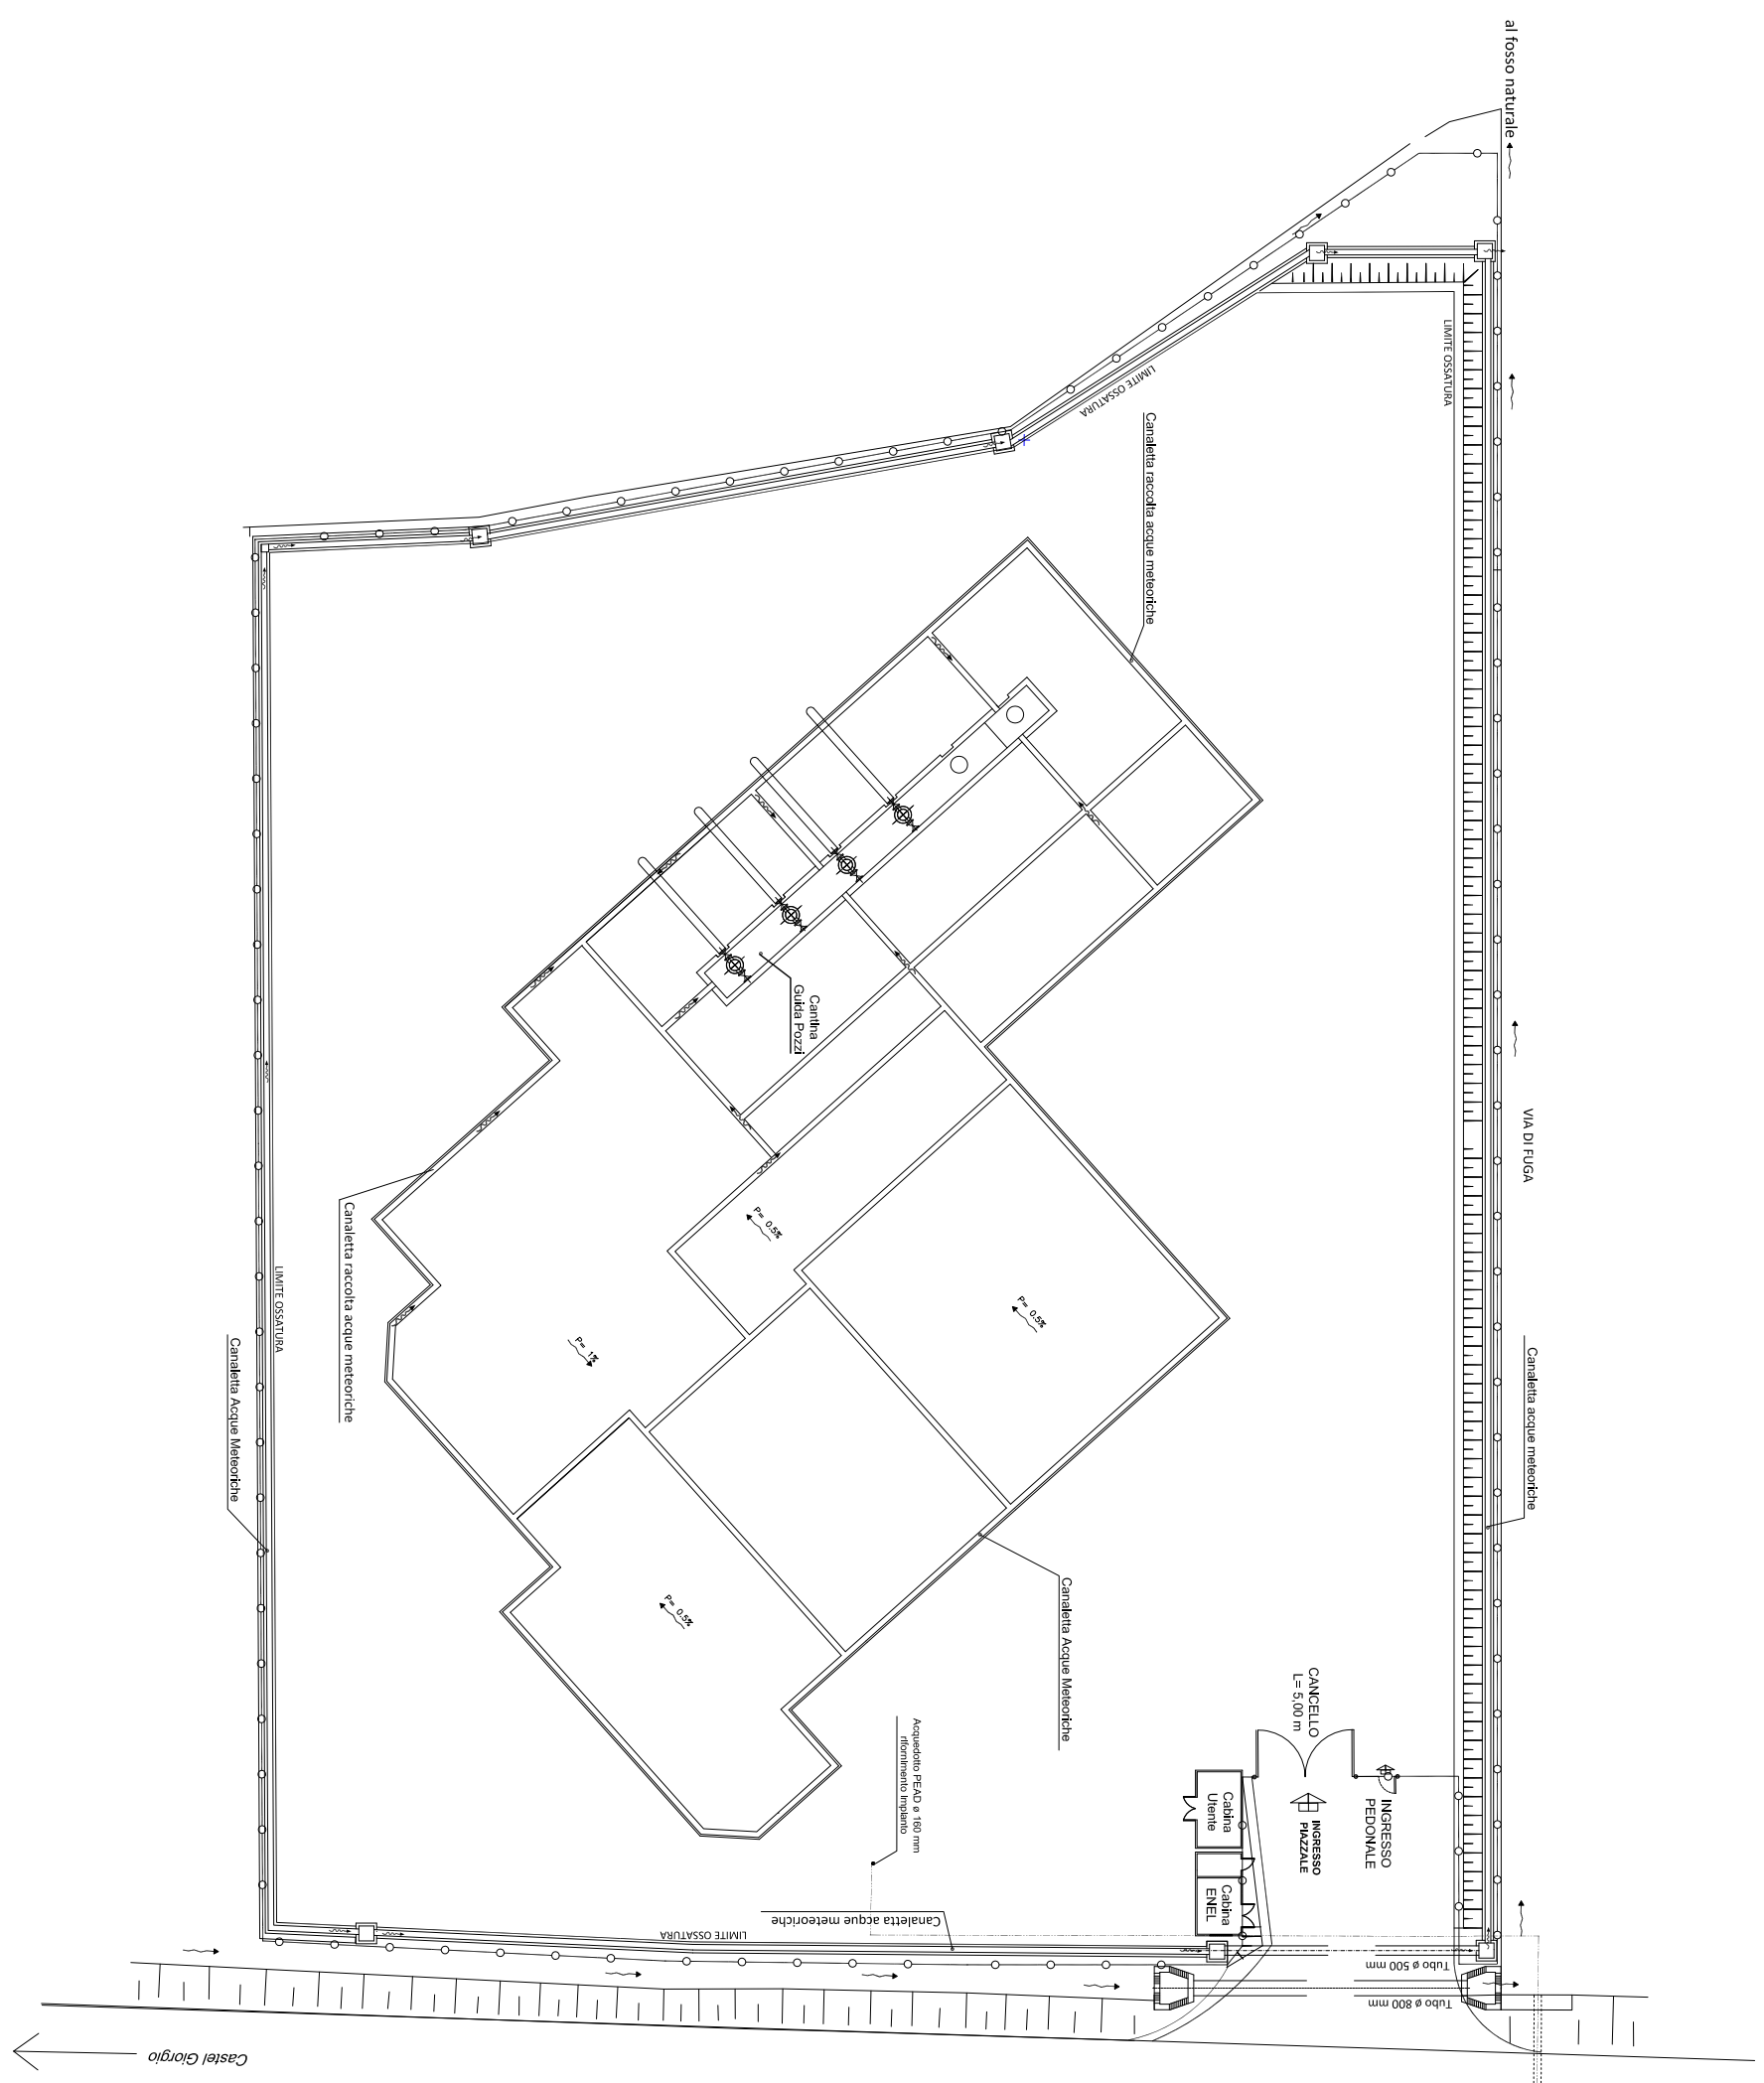 al fosso naturale
LIMITE OSSATURA
LIMITE OSSATURA
Canaletta raccolta acque meteoriche
Cantina
Guida Pozzi
VIA DI FUGA
Canaletta raccolta acque meteoriche
P= 0.5%
P= 0.5%
P= 1%
P= 0.5%
LIMITE OSSATURA
Canaletta Acque Meteoriche
Canaletta acque meteoriche
Canaletta Acque Meteoriche
CANCELLO
L= 5,00 m
Acquedotto PEAD ø 160 mm
rifornimento impianto
Cabina
Utente
INGRESSO
PIAZZALE
INGRESSO
PEDONALE
Cabina
ENEL
Canaletta acque meteoriche
LIMITE OSSATURA
Tubo ø 500 mm
Tubo ø 800 mm
Castel Giorgio